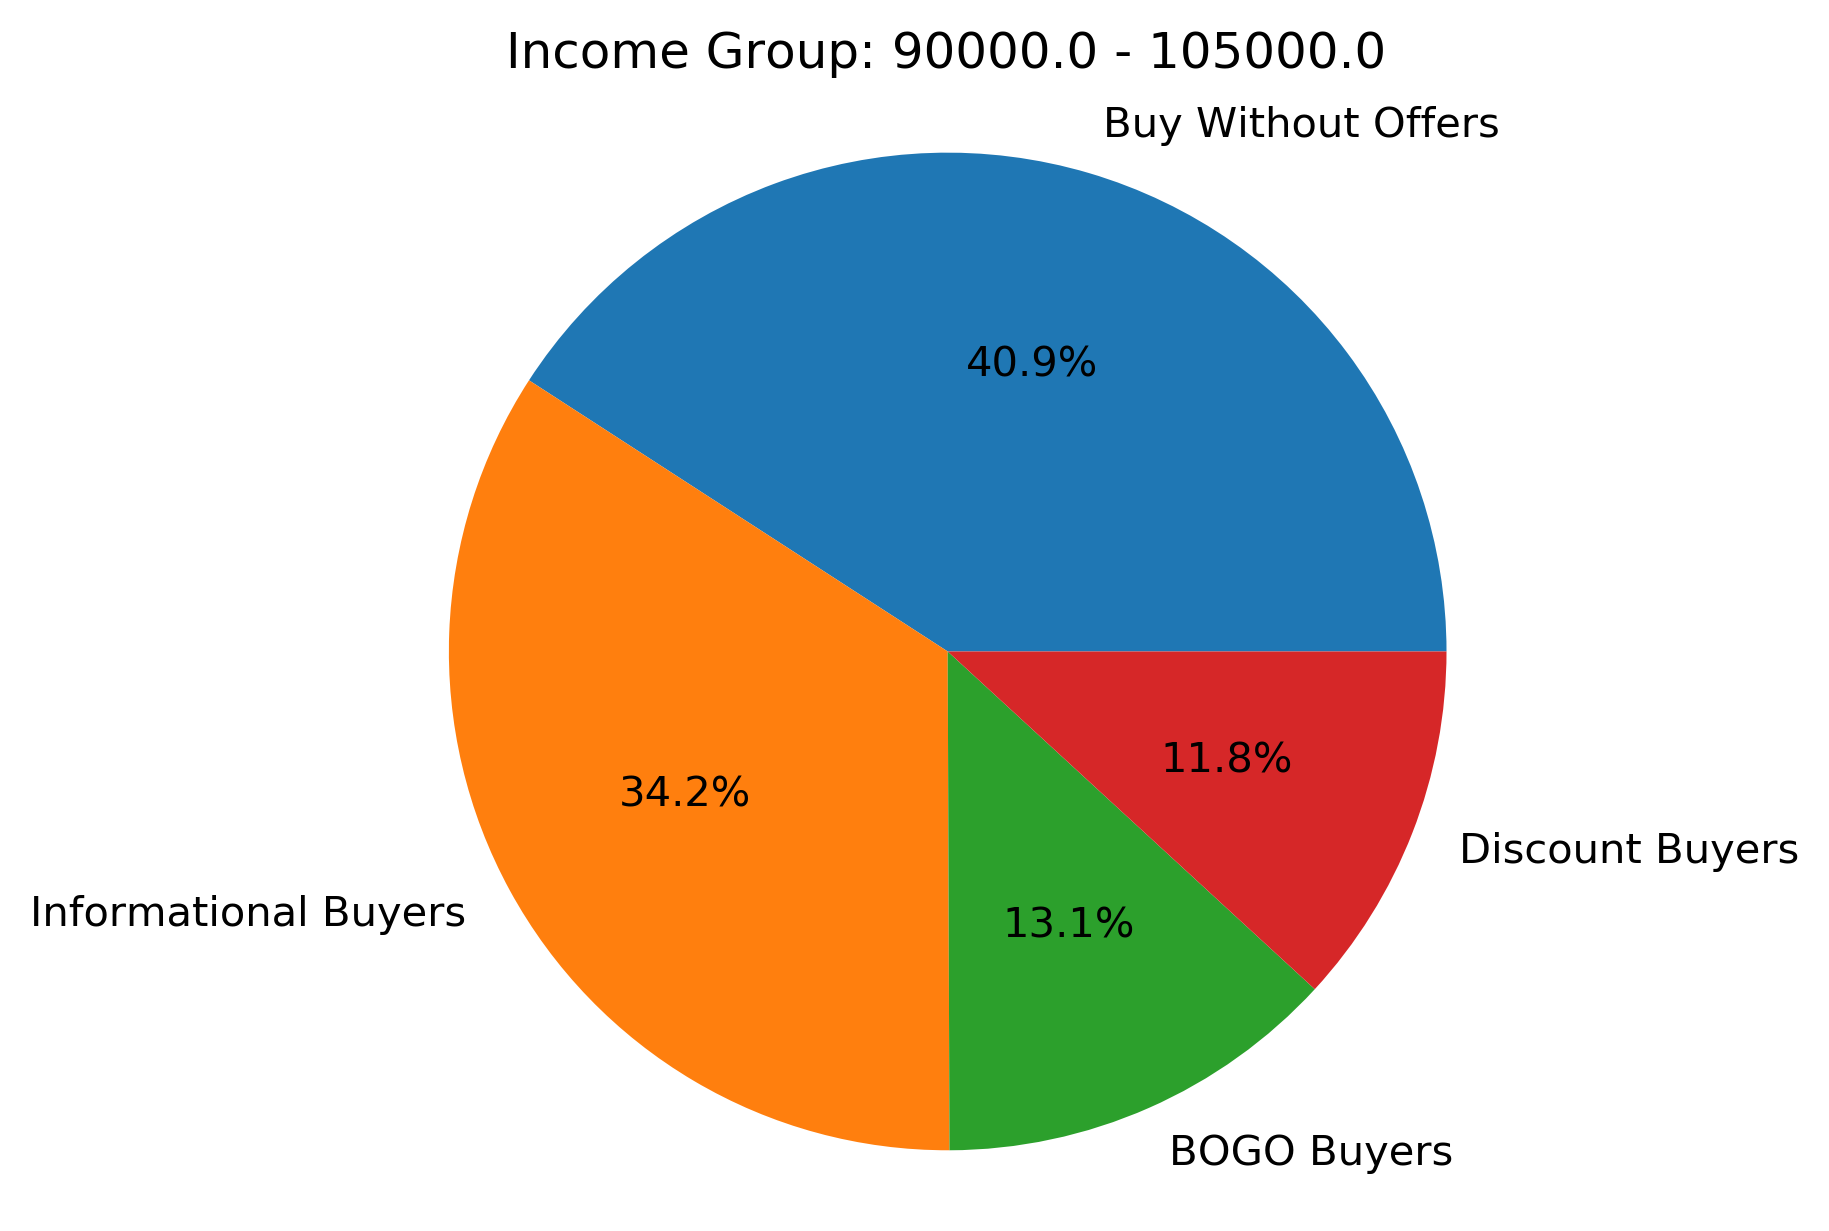 Income Group: 90000.0 - 105000.0
Buy Without Offers
40.9%
34.2%
11.8%
Discount Buyers
Informational Buyers
13.1%
BOGO Buyers